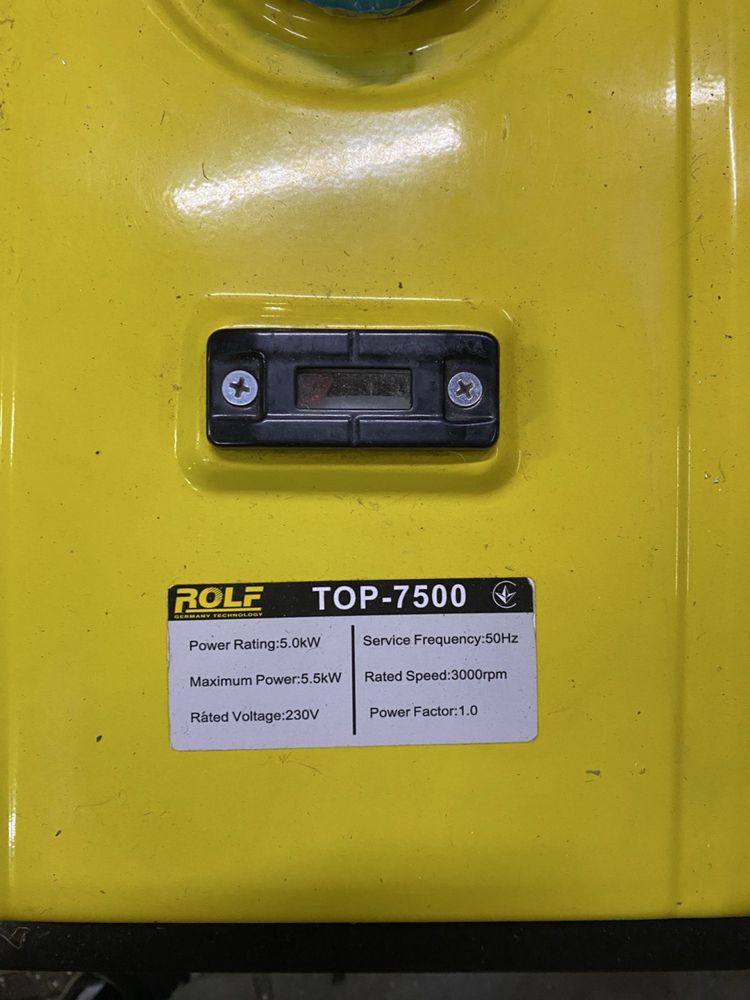 ROLF TOP-7500
GERMANY TECHNOLOGY
Power Rating:5.0kW
Maximum Power:5.5kW
Rated Voltage:230V
Service Frequency:50Hz
Rated Speed:3000rpm
Power Factor:1.0